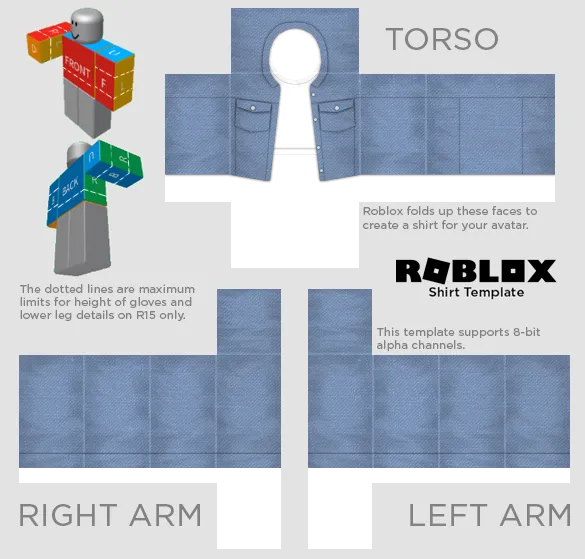 TORSO
FRONT
F
L
R
U
BACK
R
B
U
R
B
Roblox folds up these faces to
create a shirt for your avatar.
ROBLOX
Shirt Template
The dotted lines are maximum
limits for height of gloves and
lower leg details on R15 only.
This template supports 8-bit
alpha channels.
RIGHT ARM
LEFT ARM